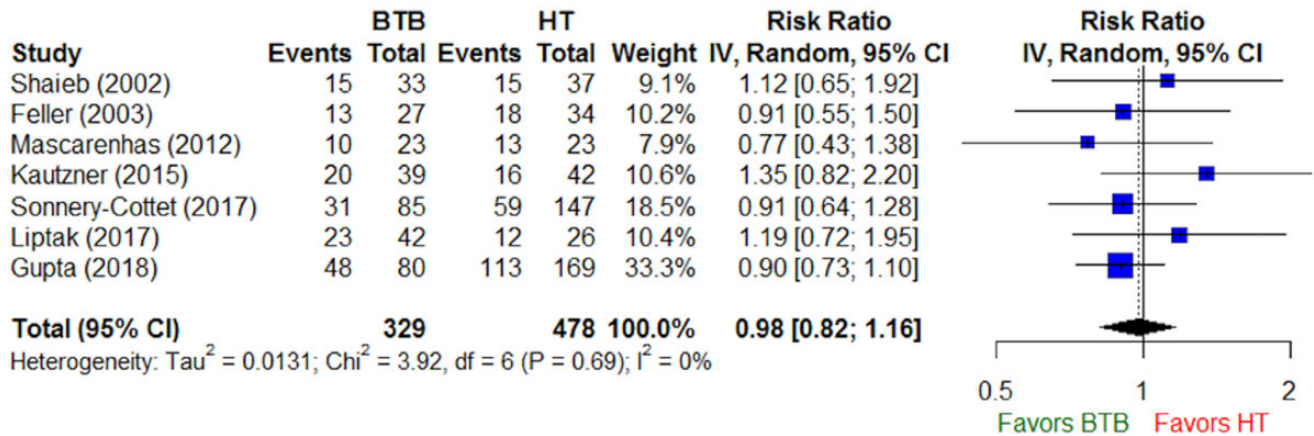 BTB HT Risk Ratio Risk Ratio
Study Events Total Events Total Weight IV, Random, 95% CI IV, Random, 95% CI
Shaieb (2002) 15 33 15 37 9.1% 1.12 [0.65; 1.92]
Feller (2003) 13 27 18 34 10.2% 0.91 [0.55; 1.50]
Mascarenhas (2012) 10 23 13 23 7.9% 0.77 [0.43; 1.38]
Kautzner (2015) 20 39 16 42 10.6% 1.35 [0.82; 2.20]
Sonnery-Cottet (2017) 31 85 59 147 18.5% 0.91 [0.64; 1.28]
Liptak (2017) 23 42 12 26 10.4% 1.19 [0.72; 1.95]
Gupta (2018) 48 80 113 169 33.3% 0.90 [0.73; 1.10]
Total (95% CI) 329 478 100.0% 0.98 [0.82; 1.16]
Heterogeneity: Tau² = 0.0131; Chi² = 3.92, df = 6 (P = 0.69); I² = 0%
0.5 1 2
Favors BTB Favors HT